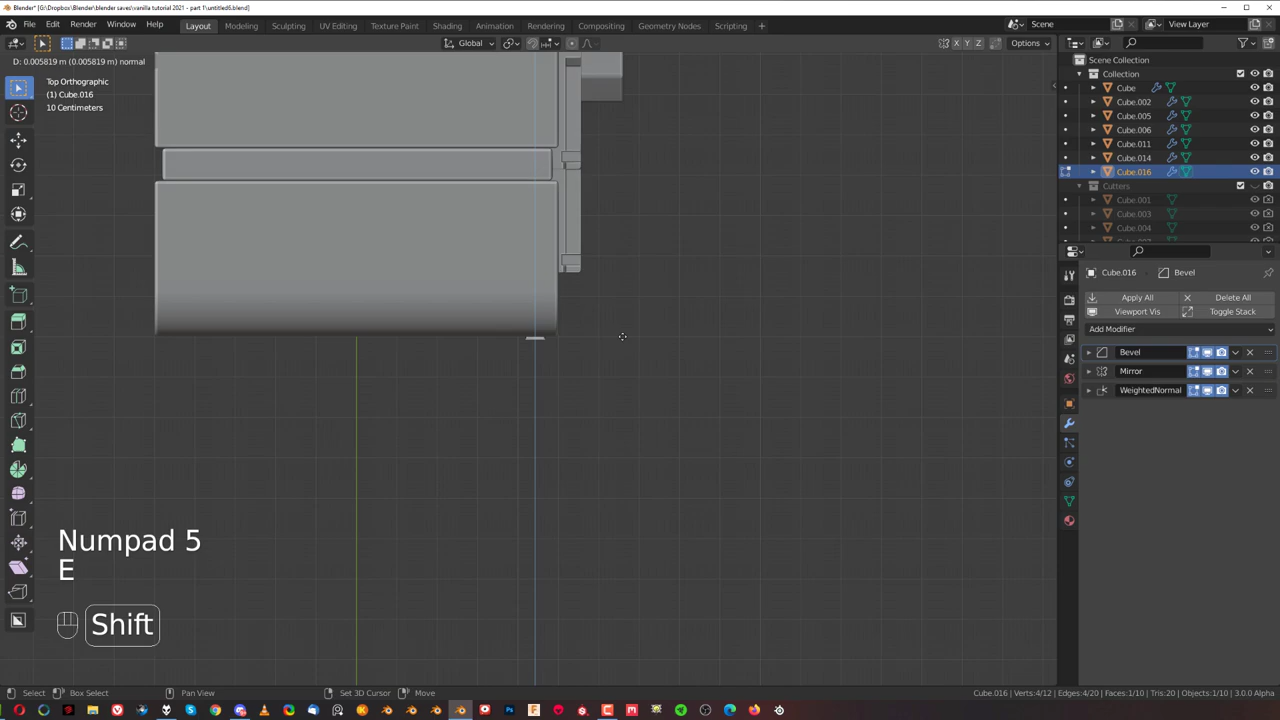 Blender* [G:\Dropbox\Blender\blender saves\vanilla tutorial 2021 - part 1\untitled6.blend]
File Edit Render Window Help Layout Modeling Sculpting UV Editing Texture Paint Shading Animation Rendering Compositing Geometry Nodes Scripting + Scene View Layer
Global X Y Z Options
D: 0.005819 m (0.005819 m) normal
Top Orthographic
(1) Cube.016
10 Centimeters
Scene Collection
Collection
Cube
Cube.002
Cube.005
Cube.006
Cube.011
Cube.014
Cube.016
Cutters
Cube.001
Cube.003
Cube.004
Cube.016 Bevel
Apply All Delete All
Viewport Vis Toggle Stack
Add Modifier
Bevel
Mirror
WeightedNormal
Numpad 5
E
Shift
Select Box Select Pan View Set 3D Cursor Move Cube.016 | Verts:4/12 | Edges:4/20 | Faces:1/10 | Tris:20 | Objects:1/10 | 3.0.0 Alpha